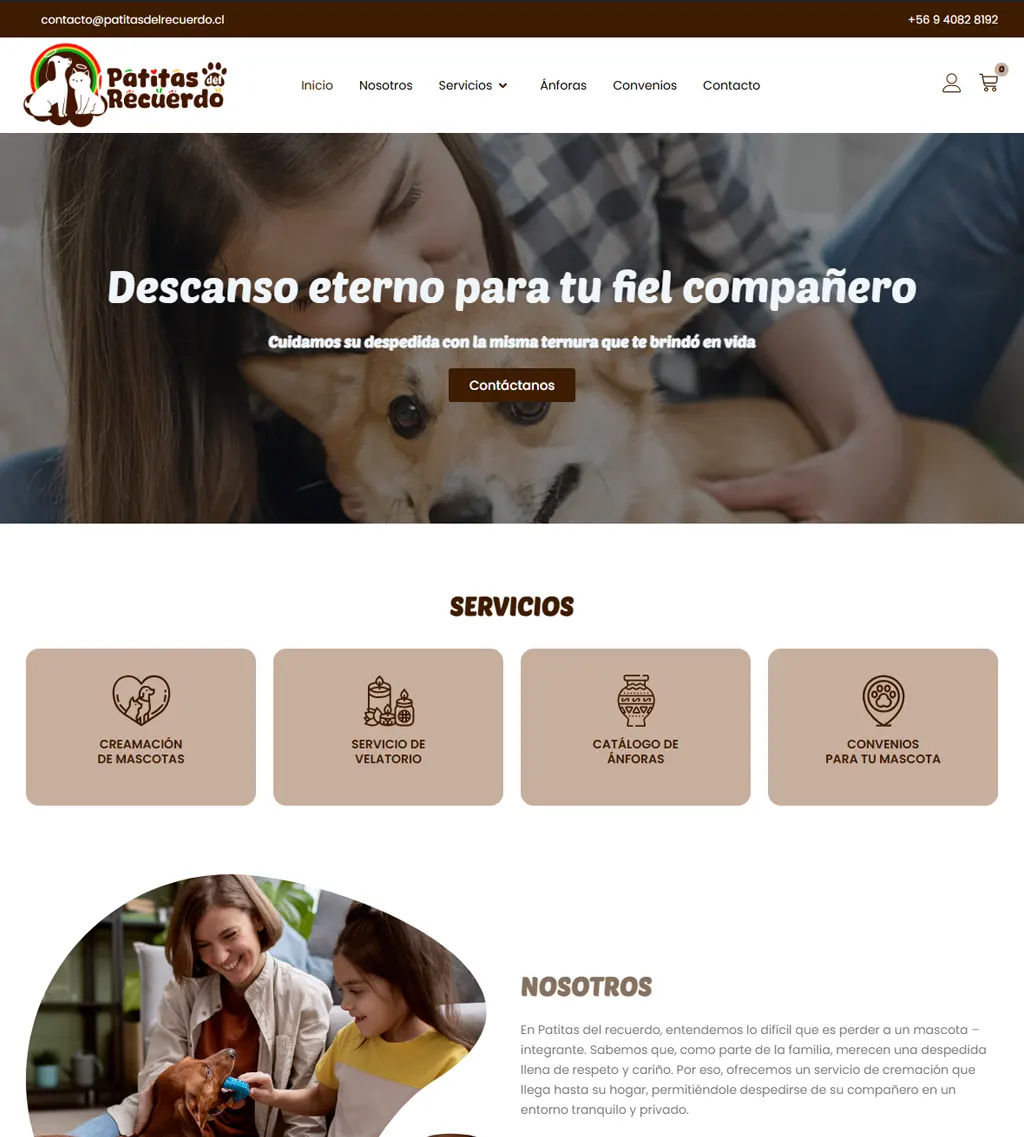 contacto@patitasdelrecuerdo.cl
+56 9 4082 8192
Patitas del
Recuerdo
Inicio
Nosotros
Servicios
Ánforas
Convenios
Contacto
0
Descanso eterno para tu fiel compañero
Cuidamos su despedida con la misma ternura que te brindó en vida
Contáctanos
SERVICIOS
CREAMACIÓN
DE MASCOTAS
SERVICIO DE
VELATORIO
CATÁLOGO DE
ÁNFORAS
CONVENIOS
PARA TU MASCOTA
NOSOTROS
En Patitas del recuerdo, entendemos lo difícil que es perder a un mascota –
integrante. Sabemos que, como parte de la familia, merecen una despedida
llena de respeto y cariño. Por eso, ofrecemos un servicio de cremación que
llega hasta su hogar, permitiéndole despedirse de su compañero en un
entorno tranquilo y privado.